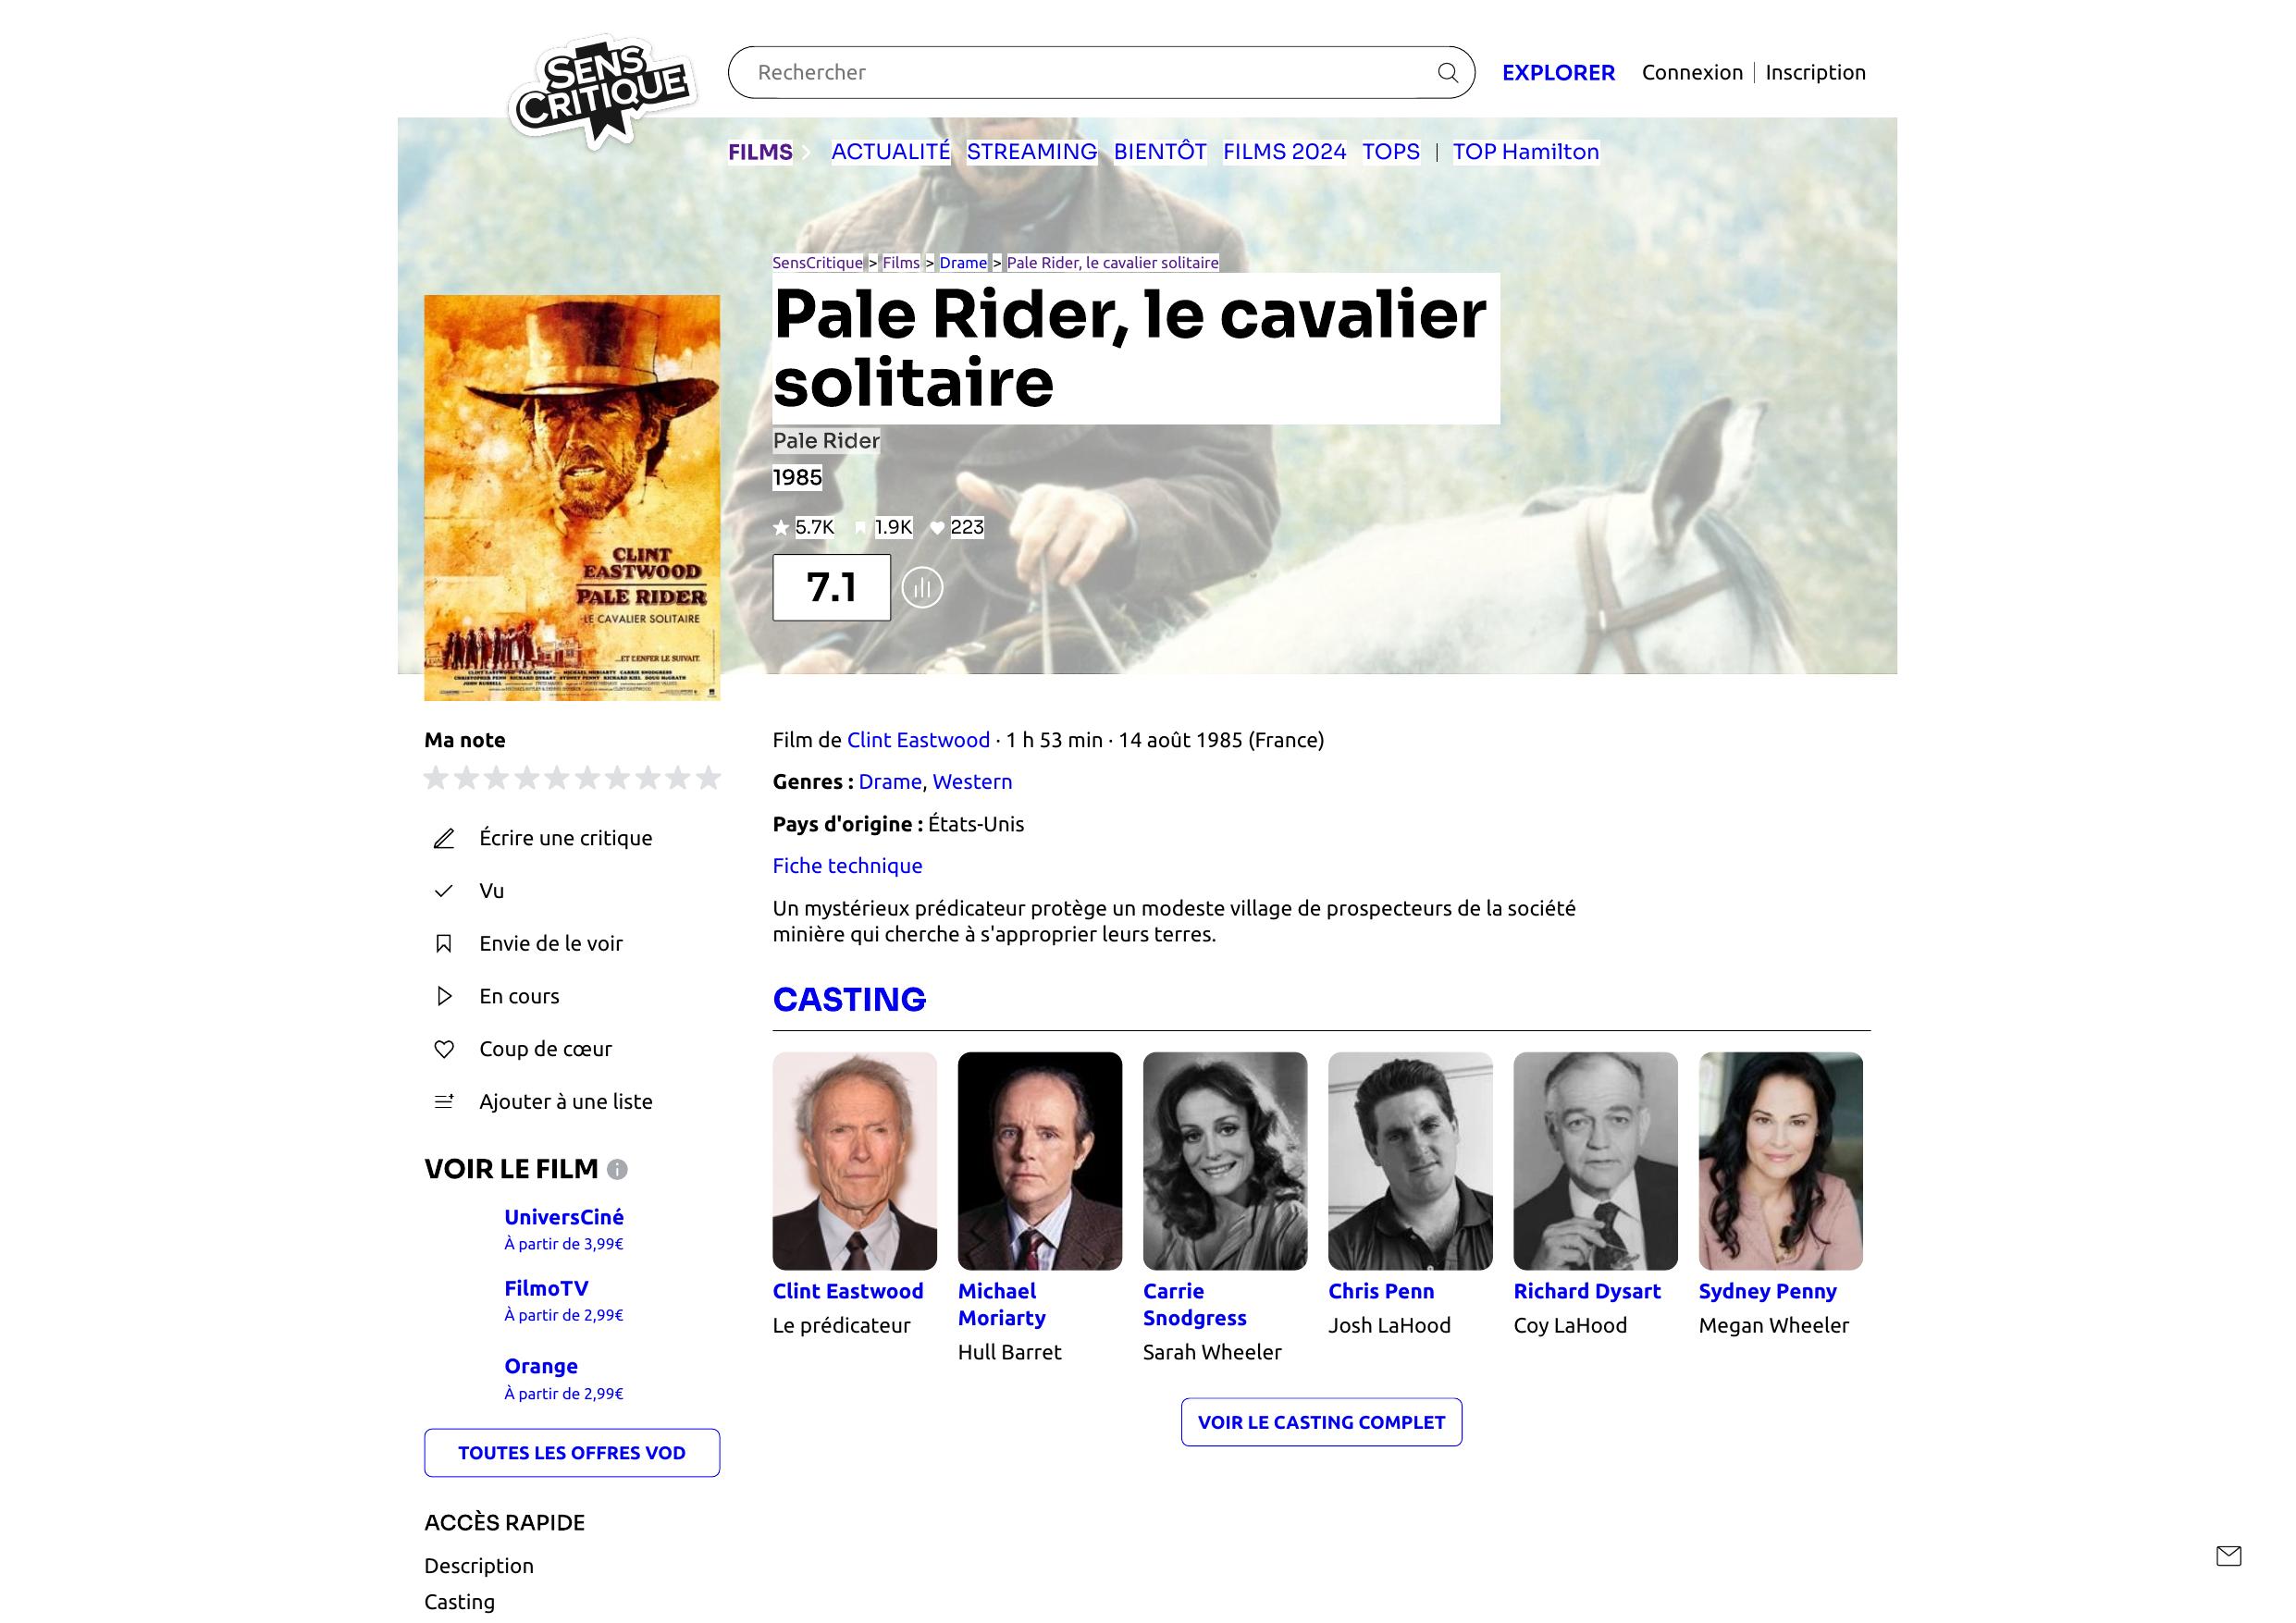 SENS
CRITIQUE
Rechercher
EXPLORER
Connexion | Inscription
FILMS
ACTUALITÉ STREAMING BIENTÔT FILMS 2024 TOPS | TOP Hamilton
SensCritique > Films > Drame > Pale Rider, le cavalier solitaire
Pale Rider, le cavalier
solitaire
Pale Rider
1985
5.7K 1.9K 223
7.1
CLINT
EASTWOOD
PALE RIDER
LE CAVALIER SOLITAIRE
...ET L'ENFER LE SUIVAIT.
Ma note
Écrire une critique
Vu
Envie de le voir
En cours
Coup de cœur
Ajouter à une liste
VOIR LE FILM
UniversCiné
À partir de 3,99€
FilmoTV
À partir de 2,99€
Orange
À partir de 2,99€
TOUTES LES OFFRES VOD
ACCÈS RAPIDE
Description
Casting
Film de Clint Eastwood · 1 h 53 min · 14 août 1985 (France)
Genres : Drame, Western
Pays d'origine : États-Unis
Fiche technique
Un mystérieux prédicateur protège un modeste village de prospecteurs de la société
minière qui cherche à s'approprier leurs terres.
CASTING
Clint Eastwood
Le prédicateur
Michael
Moriarty
Hull Barret
Carrie
Snodgress
Sarah Wheeler
Chris Penn
Josh LaHood
Richard Dysart
Coy LaHood
Sydney Penny
Megan Wheeler
VOIR LE CASTING COMPLET